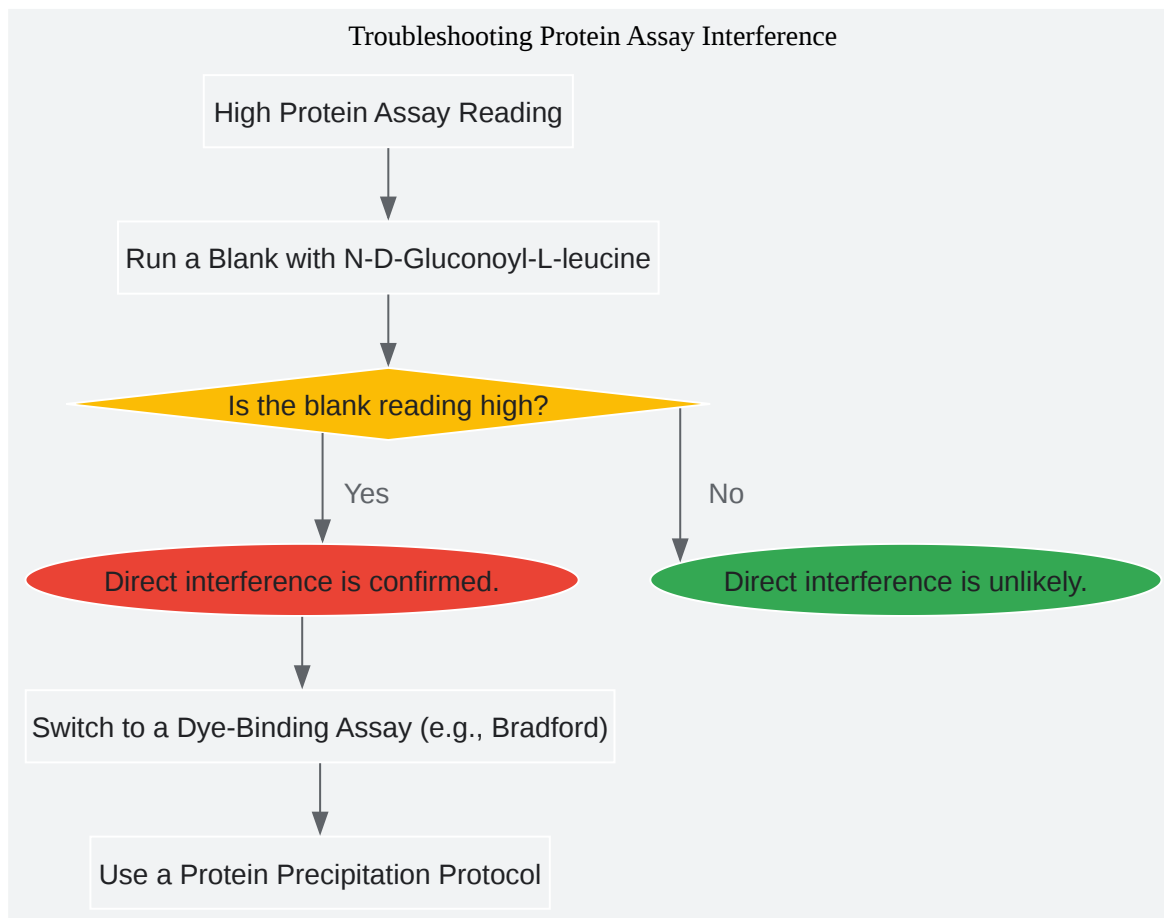 Troubleshooting Protein Assay Interference
High Protein Assay Reading
Run a Blank with N-D-Gluconoyl-L-leucine
Is the blank reading high?
Yes
No
Direct interference is confirmed.
Direct interference is unlikely.
Switch to a Dye-Binding Assay (e.g., Bradford)
Use a Protein Precipitation Protocol